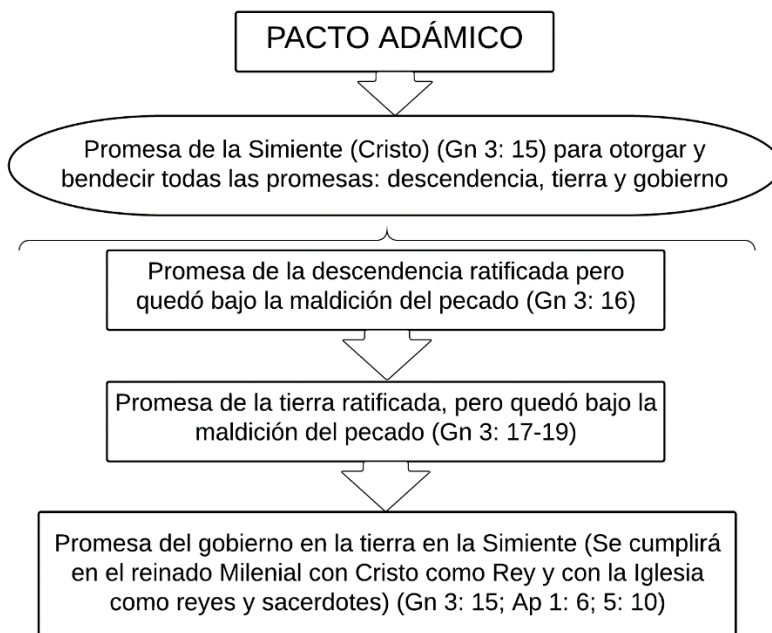 PACTO ADÁMICO
Promesa de la Simiente (Cristo) (Gn 3: 15) para otorgar y
bendecir todas las promesas: descendencia, tierra y gobierno
Promesa de la descendencia ratificada pero
quedó bajo la maldición del pecado (Gn 3: 16)
Promesa de la tierra ratificada, pero quedó bajo la
maldición del pecado (Gn 3: 17-19)
Promesa del gobierno en la tierra en la Simiente (Se cumplirá
en el reinado Milenial con Cristo como Rey y con la Iglesia
como reyes y sacerdotes) (Gn 3: 15; Ap 1: 6; 5: 10)